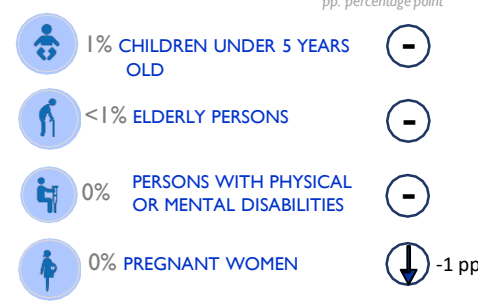 pp. percentage point
1% CHILDREN UNDER 5 YEARS
OLD
-
<1% ELDERLY PERSONS
-
0% PERSONS WITH PHYSICAL
OR MENTAL DISABILITIES
-
0% PREGNANT WOMEN
-1 pp